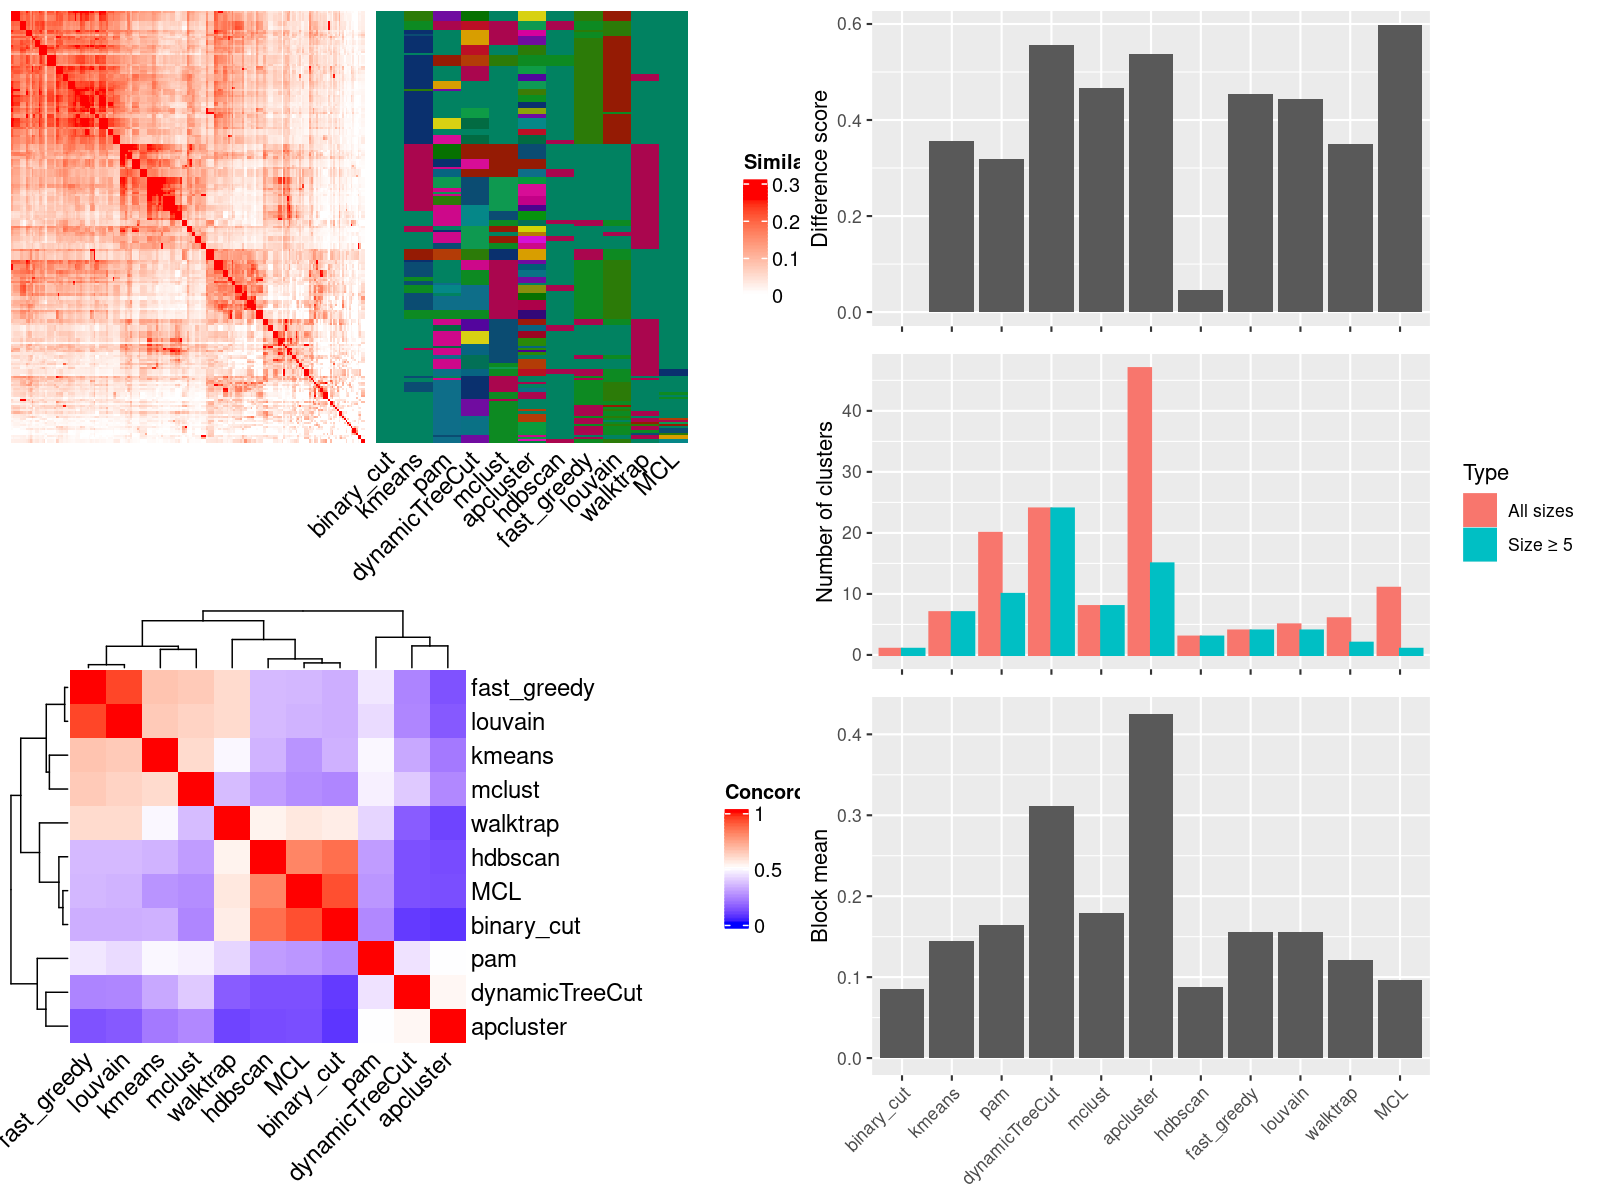 Simila
0.3
0.2
0.1
0
binary_cut
kmeans
pam
dynamicTreeCut
mclust
apcluster
hdbscan
fast_greedy
louvain
walktrap
MCL
fast_greedy
louvain
kmeans
mclust
walktrap
hdbscan
MCL
binary_cut
pam
dynamicTreeCut
apcluster
fast_greedy
louvain
kmeans
mclust
walktrap
hdbscan
MCL
binary_cut
pam
dynamicTreeCut
apcluster
Concord
1
0.5
0
Difference score
0.6
0.4
0.2
0.0
Number of clusters
40
30
20
10
0
Type
All sizes
Size ≥ 5
Block mean
0.4
0.3
0.2
0.1
0.0
binary_cut
kmeans
pam
dynamicTreeCut
mclust
apcluster
hdbscan
fast_greedy
louvain
walktrap
MCL